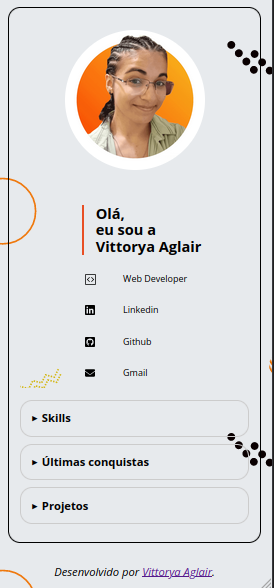 Olá,
eu sou a
Vittorya Aglair
Web Developer
Linkedin
Github
Gmail
Skills
Últimas conquistas
Projetos
Desenvolvido por Vittorya Aglair.